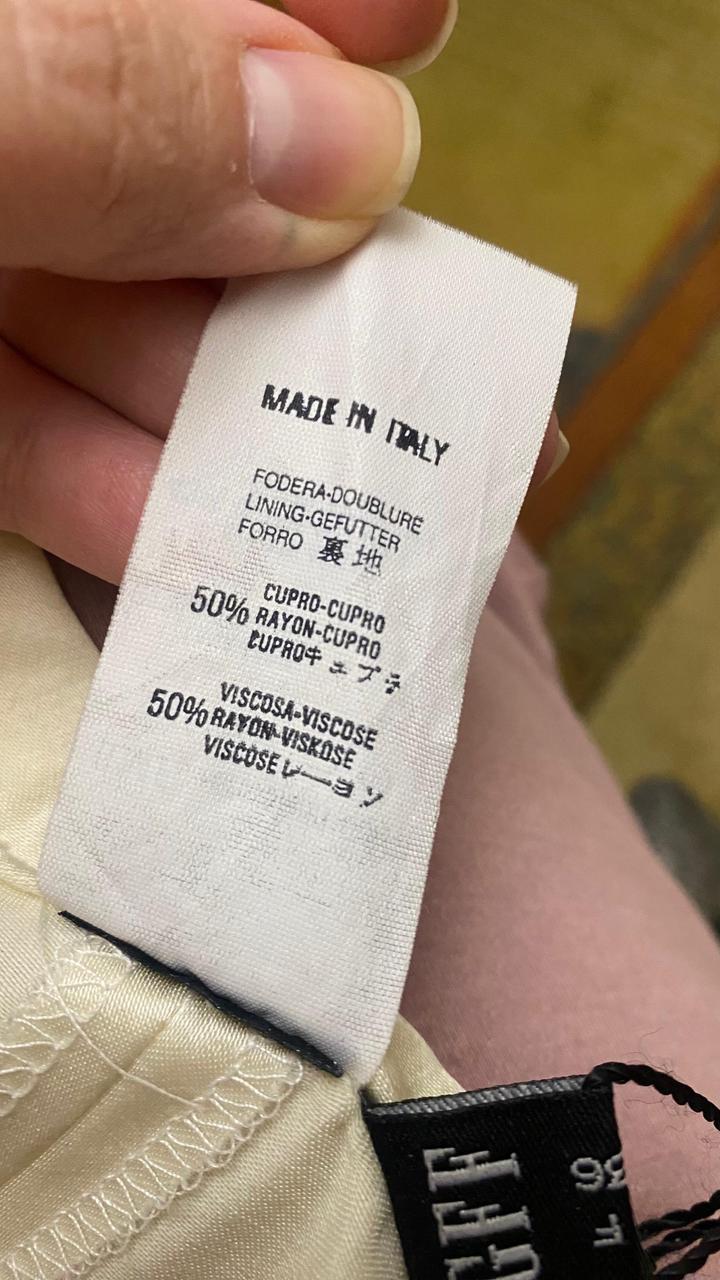 MADE IN ITALY
FODERA-DOUBLURE
LINING-GEFUTTER
FORRO 裏地
50% CUPRO-CUPRO
RAYON-CUPRO
CUPROキュプラ
50% VISCOSA-VISCOSE
RAYON-VISKOSE
VISCOSEレーヨン